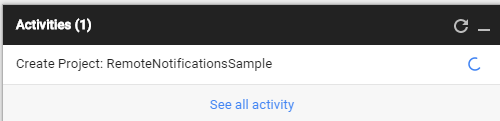 Activities (1)
Create Project: RemoteNotificationsSample
See all activity